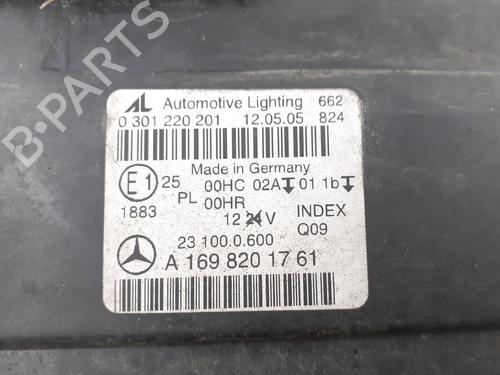 AL Automotive Lighting 662
0 301 220 201 12.05.05 824
Made in Germany
E1 25 00HC 02A 01 1b
PL 00HR
1883 12 24 V INDEX
Q09
23 100 0.600
A 169 820 17 61